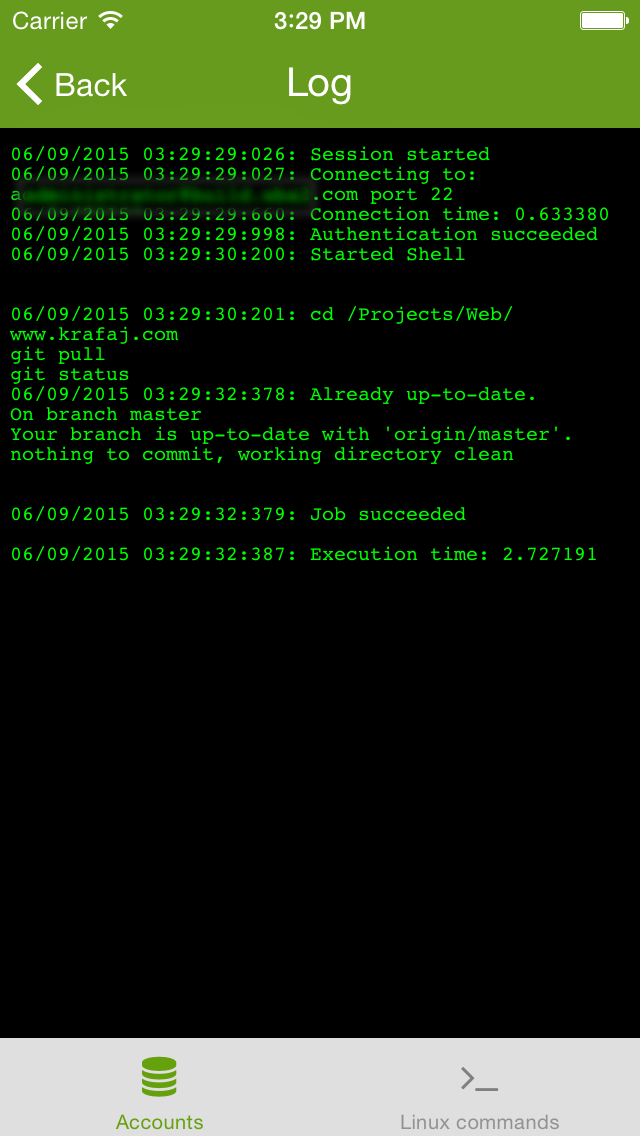 Carrier 3:29 PM
Back Log
06/09/2015 03:29:29:026: Session started
06/09/2015 03:29:29:027: Connecting to:
.com port 22
06/09/2015 03:29:29:660: Connection time: 0.633380
06/09/2015 03:29:29:998: Authentication succeeded
06/09/2015 03:29:30:200: Started Shell
06/09/2015 03:29:30:201: cd /Projects/Web/
www.krafaj.com
git pull
git status
06/09/2015 03:29:32:378: Already up-to-date.
On branch master
Your branch is up-to-date with 'origin/master'.
nothing to commit, working directory clean
06/09/2015 03:29:32:379: Job succeeded
06/09/2015 03:29:32:387: Execution time: 2.727191
Accounts Linux commands